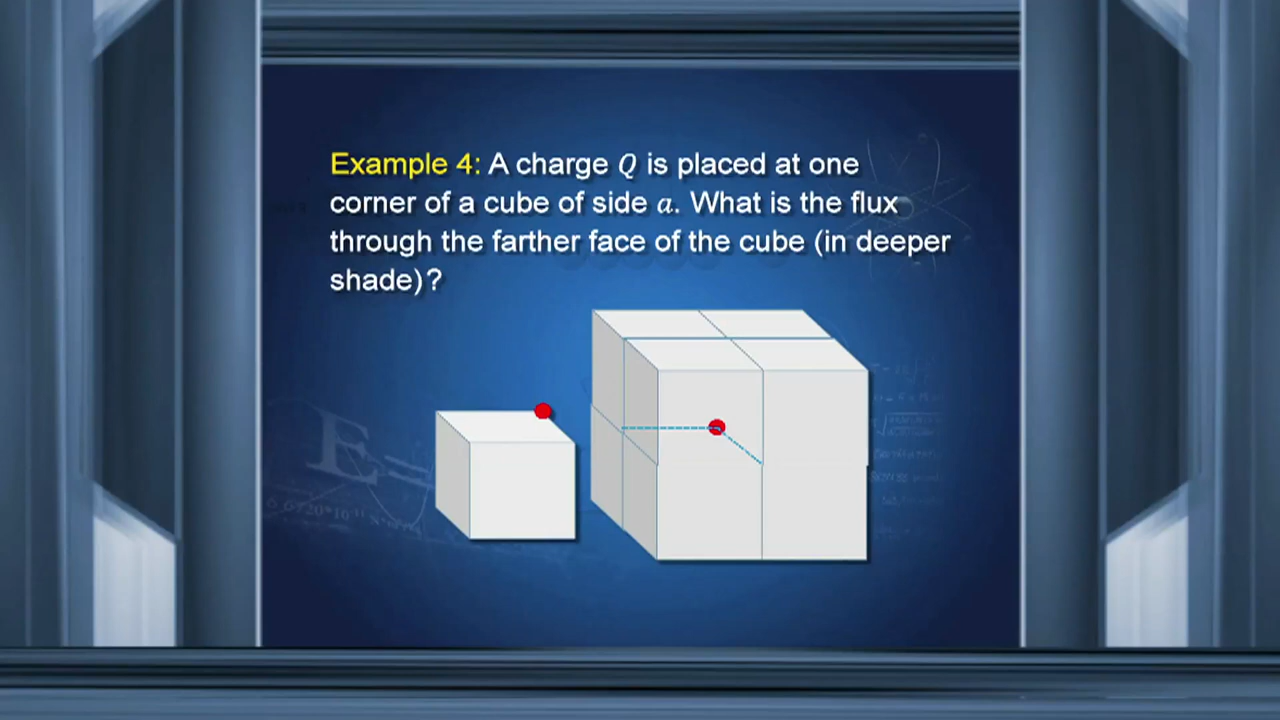 Example 4: A charge Q is placed at one
corner of a cube of side a. What is the flux
through the farther face of the cube (in deeper
shade)?
E=